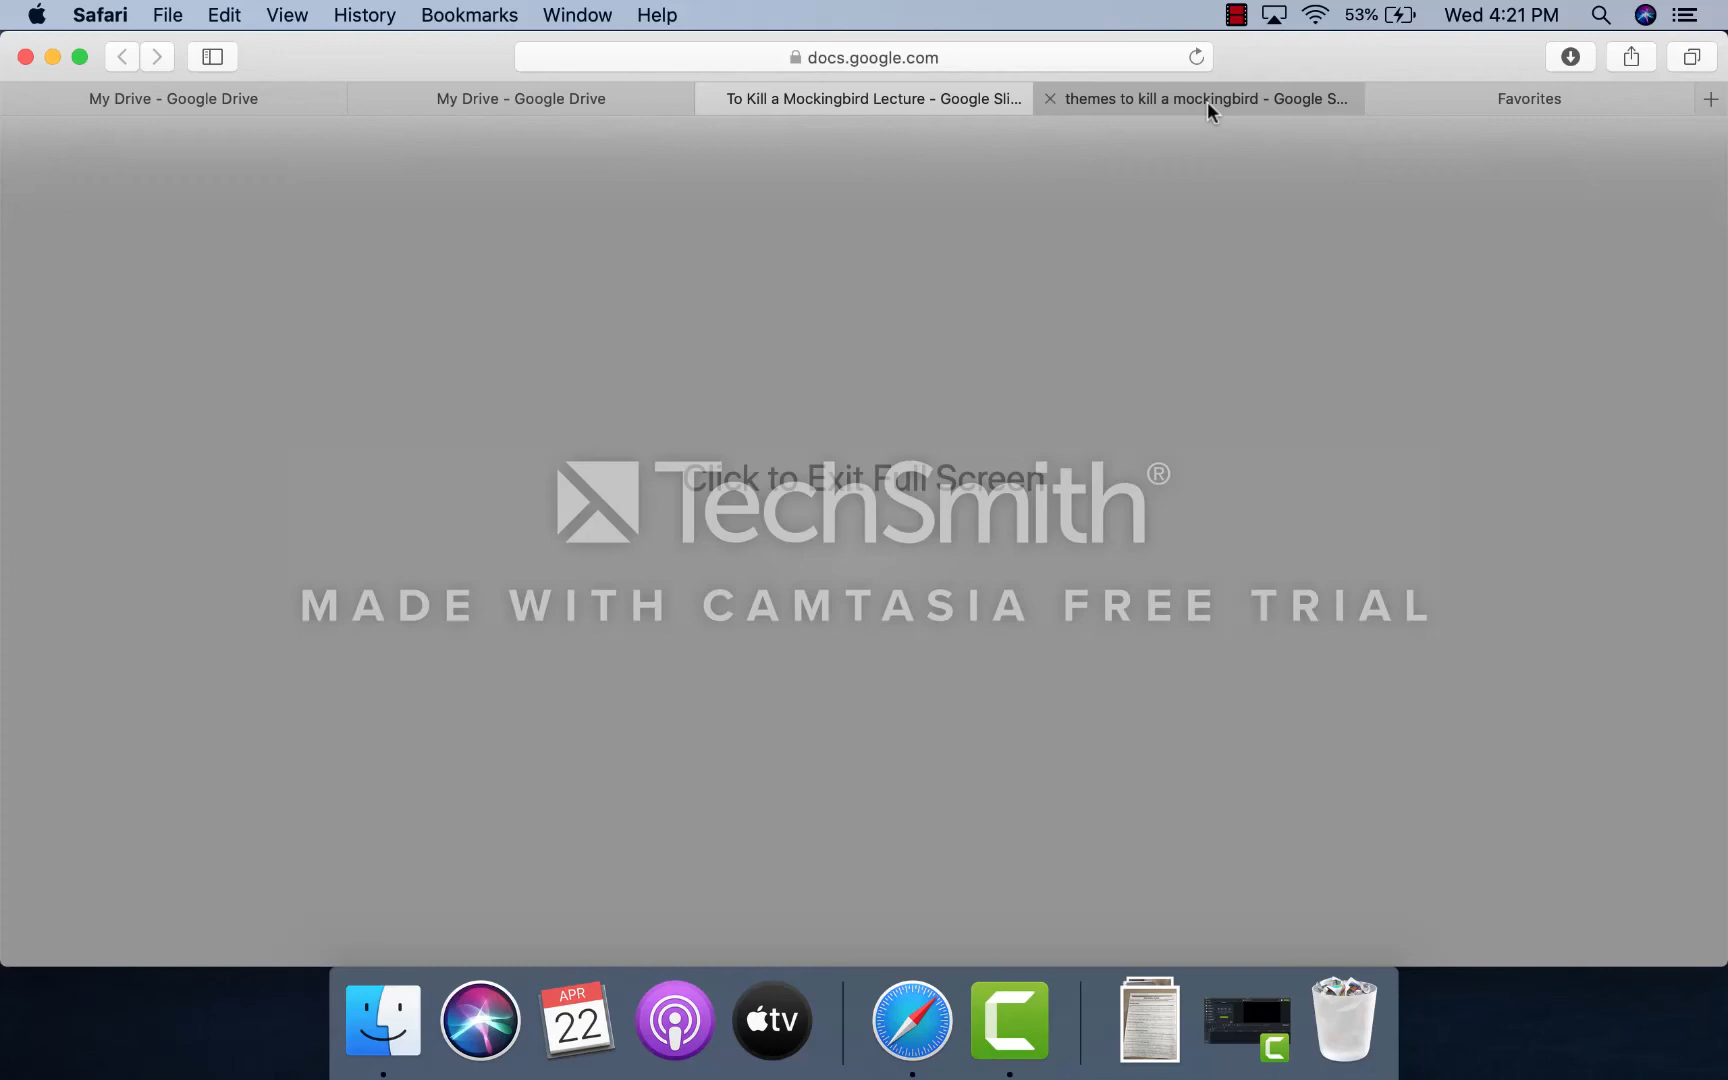 Safari File Edit View History Bookmarks Window Help 53% Wed 4:21 PM
docs.google.com
My Drive - Google Drive My Drive - Google Drive To Kill a Mockingbird Lecture - Google Sli... themes to kill a mockingbird - Google S... Favorites
Click to Exit Full Screen
TechSmith®
MADE WITH CAMTASIA FREE TRIAL
APR
22
tv